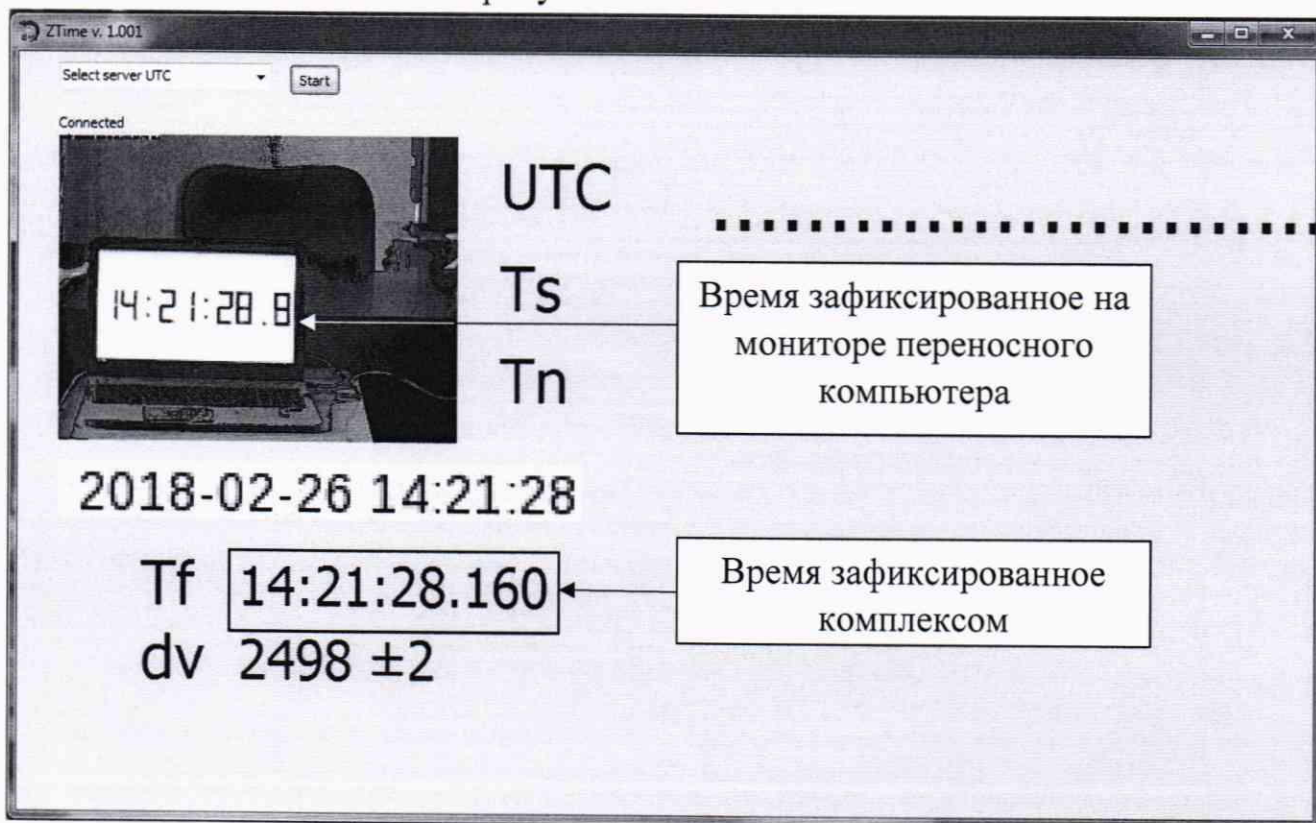 ZTime v. 1.001
Select server UTC
Start
Connected
14:21:28.8
UTC
Ts
Tn
Время зафиксированное на
мониторе переносного
компьютера
2018-02-26 14:21:28
Tf 14:21:28.160
dv 2498 ±2
Время зафиксированное
комплексом